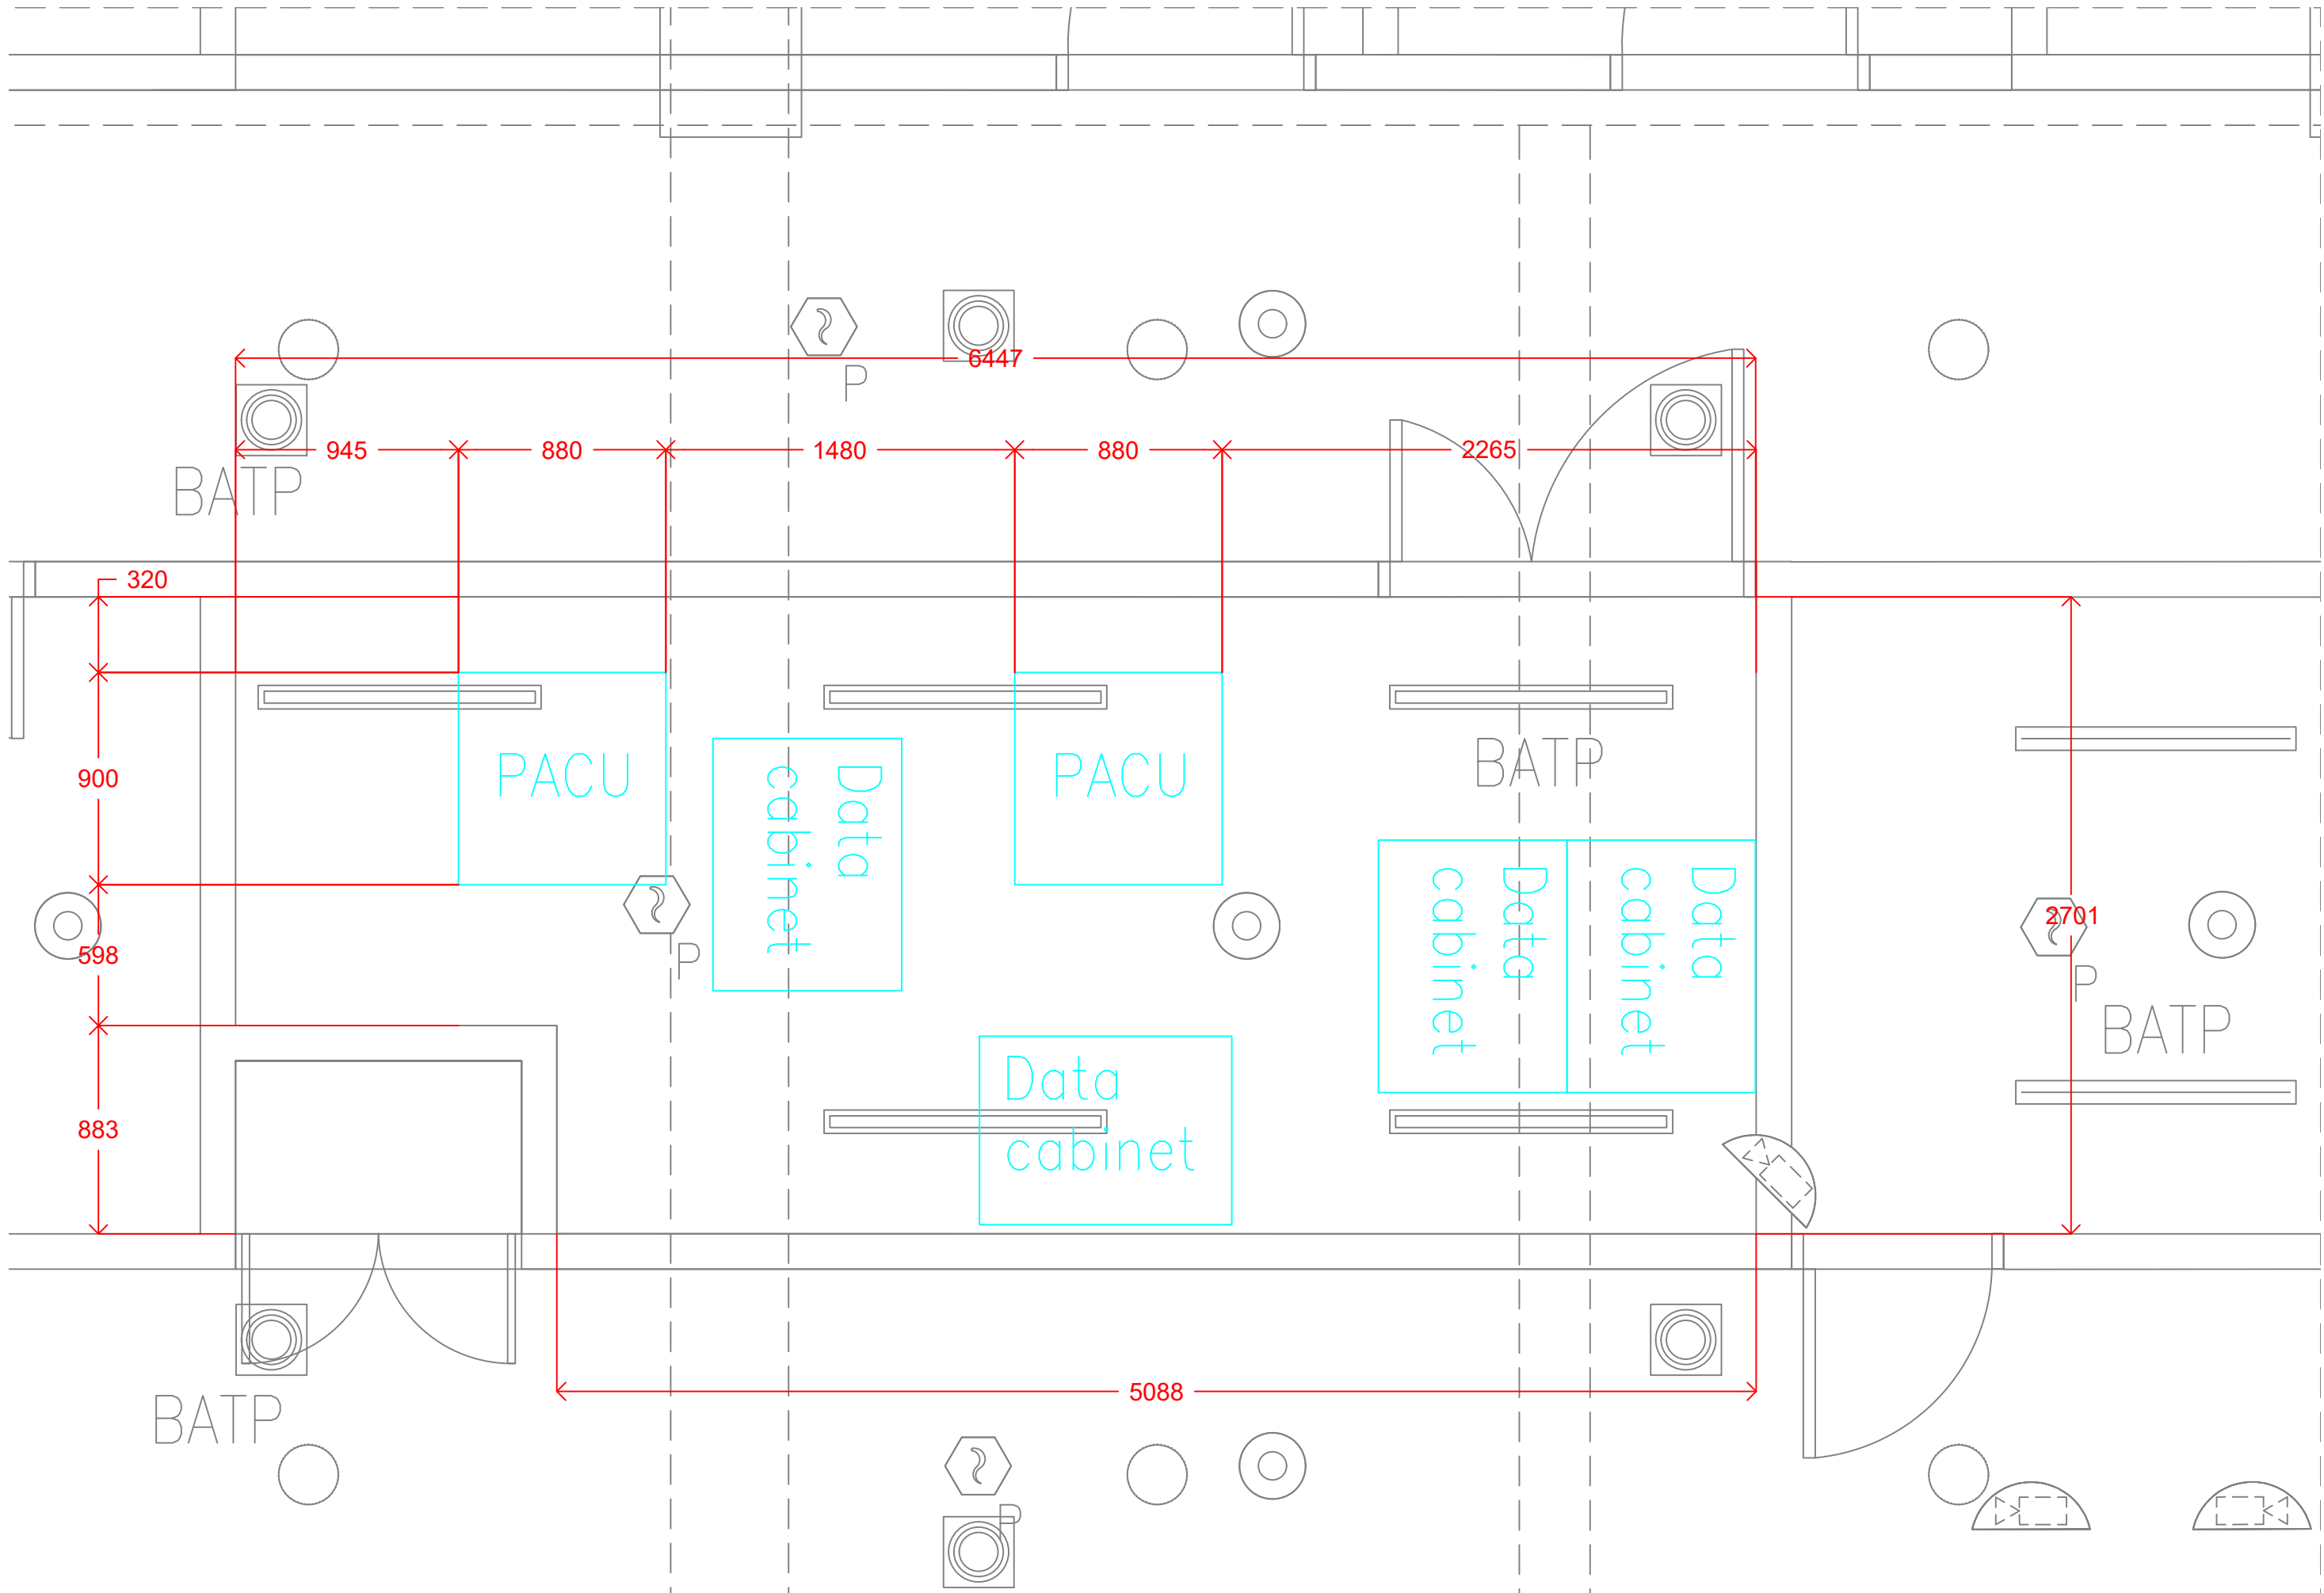 6447
P
945
880
1480
880
2265
BATP
320
PACU
PACU
BATP
900
Data
cabinet
Data
cabinet
Data
cabinet
2701
598
P
P
BATP
Data
cabinet
883
5088
BATP
P